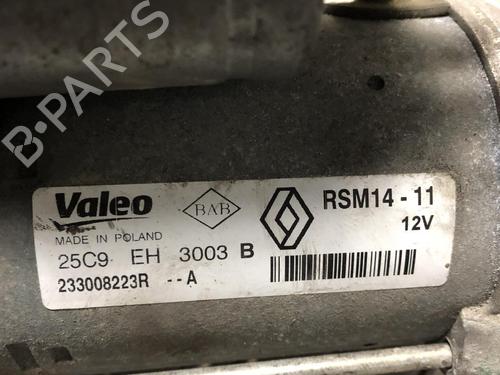 B-PARTS
Valeo BAB RSM14 - 11
MADE IN POLAND 12V
25C9 EH 3003 B
233008223R --A